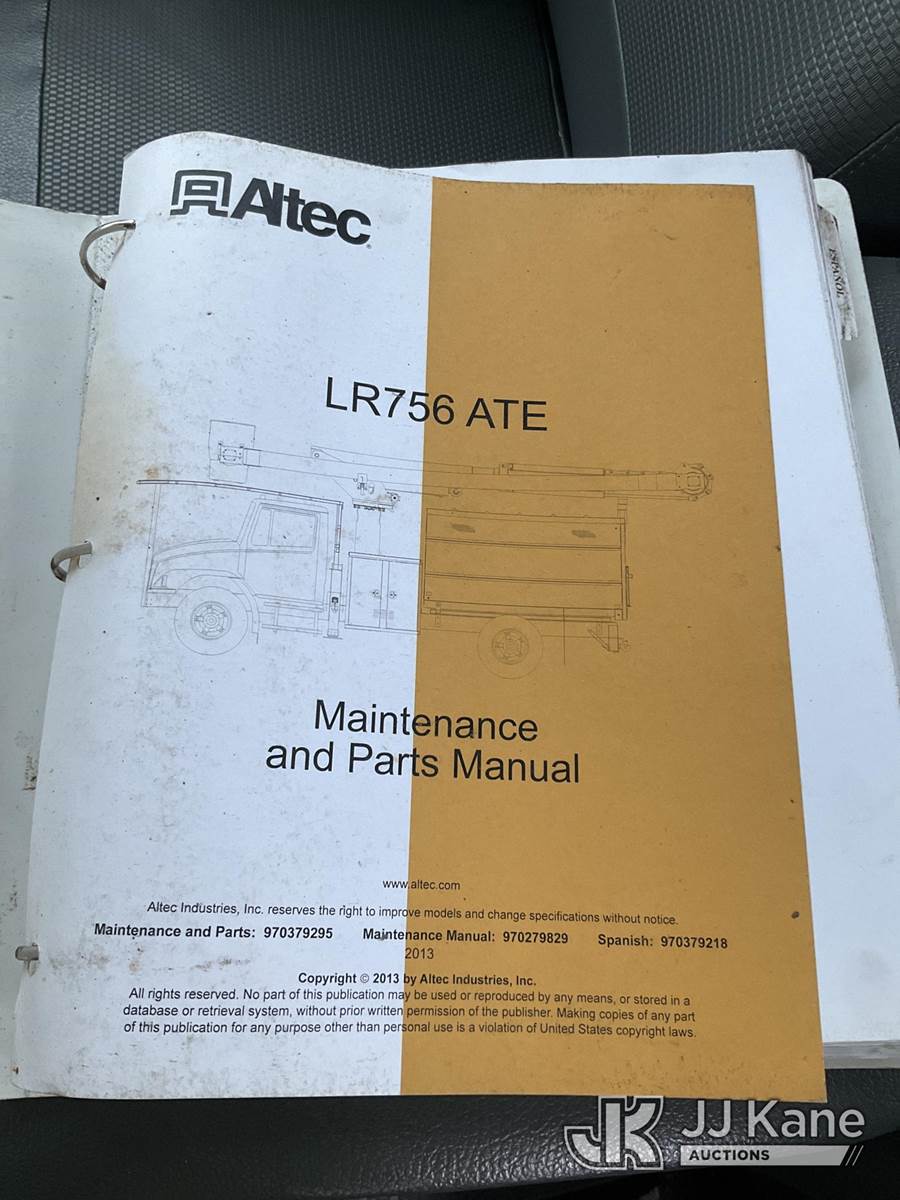 Altec
ESPAÑOL
LR756 ATE
Maintenance
and Parts Manual
www.altec.com
Altec Industries, Inc. reserves the right to improve models and change specifications without notice.
Maintenance and Parts: 970379295 Maintenance Manual: 970279829 Spanish: 970379218
2013
Copyright © 2013 by Altec Industries, Inc.
All rights reserved. No part of this publication may be used or reproduced by any means, or stored in a
database or retrieval system, without prior written permission of the publisher. Making copies of any part
of this publication for any purpose other than personal use is a violation of United States copyright laws.
JK JJ Kane
AUCTIONS